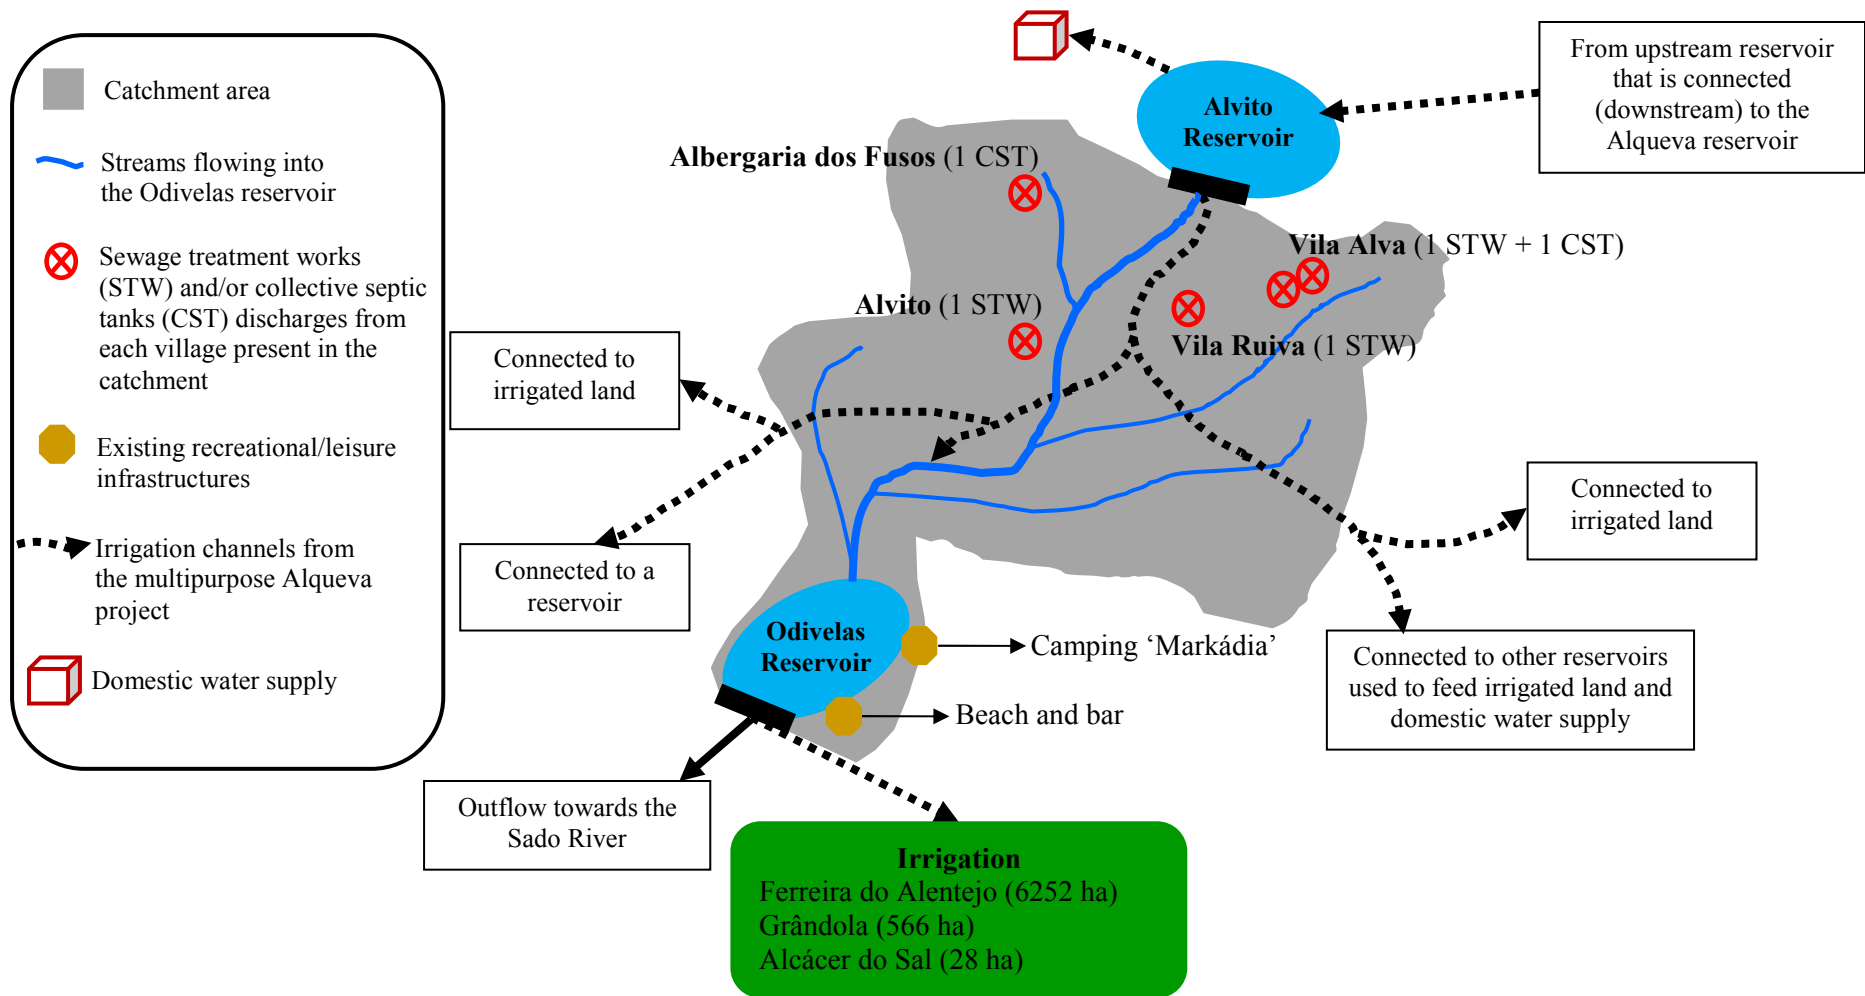 Catchment area
Streams flowing into
the Odivelas reservoir
Sewage treatment works
(STW) and/or collective septic
tanks (CST) discharges from
each village present in the
catchment
Existing recreational/leisure
infrastructures
Irrigation channels from
the multipurpose Alqueva
project
Domestic water supply
Alvito
Reservoir
From upstream reservoir
that is connected
(downstream) to the
Alqueva reservoir
Albergaria dos Fusos (1 CST)
Vila Alva (1 STW + 1 CST)
Alvito (1 STW)
Vila Ruiva (1 STW)
Connected to
irrigated land
Connected to a
reservoir
Connected to
irrigated land
Connected to other reservoirs
used to feed irrigated land and
domestic water supply
Odivelas
Reservoir
Camping ‘Markádia’
Beach and bar
Outflow towards the
Sado River
Irrigation
Ferreira do Alentejo (6252 ha)
Grândola (566 ha)
Alcácer do Sal (28 ha)